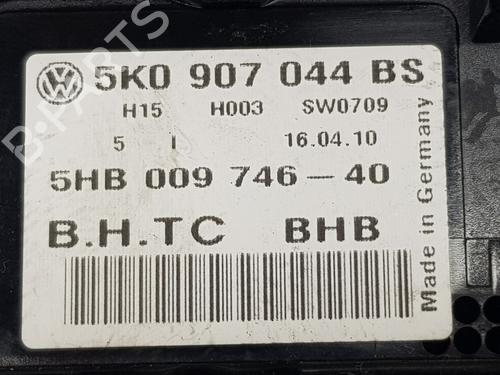 5K0 907 044 BS
H15 H003 SW0709
5 I 16.04.10
5HB 009 746-40
B.H.TC BHB
Made in Germany
B-PARTS